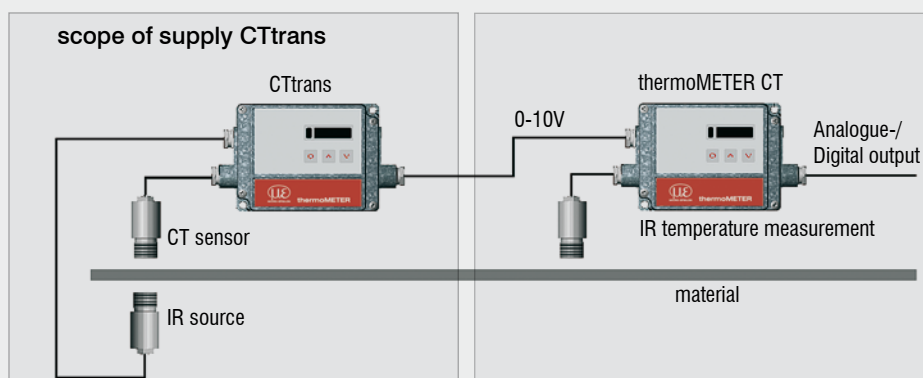 scope of supply CTtrans
CTtrans
thermoMETER CT
0-10V
Analogue-/
Digital output
thermoMETER
thermoMETER
CT sensor
IR temperature measurement
material
IR source